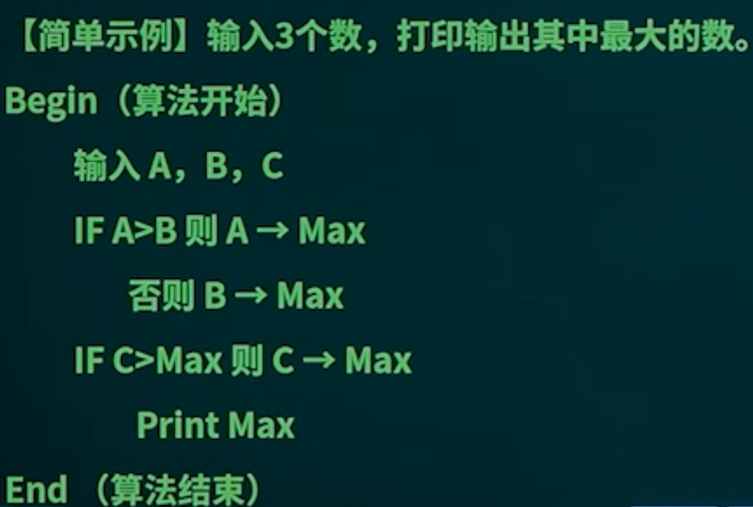 【简单示例】输入3个数，打印输出其中最大的数。
Begin（算法开始）
输入 A，B，C
IF A>B 则 A → Max
否则 B → Max
IF C>Max 则 C → Max
Print Max
End （算法结束）